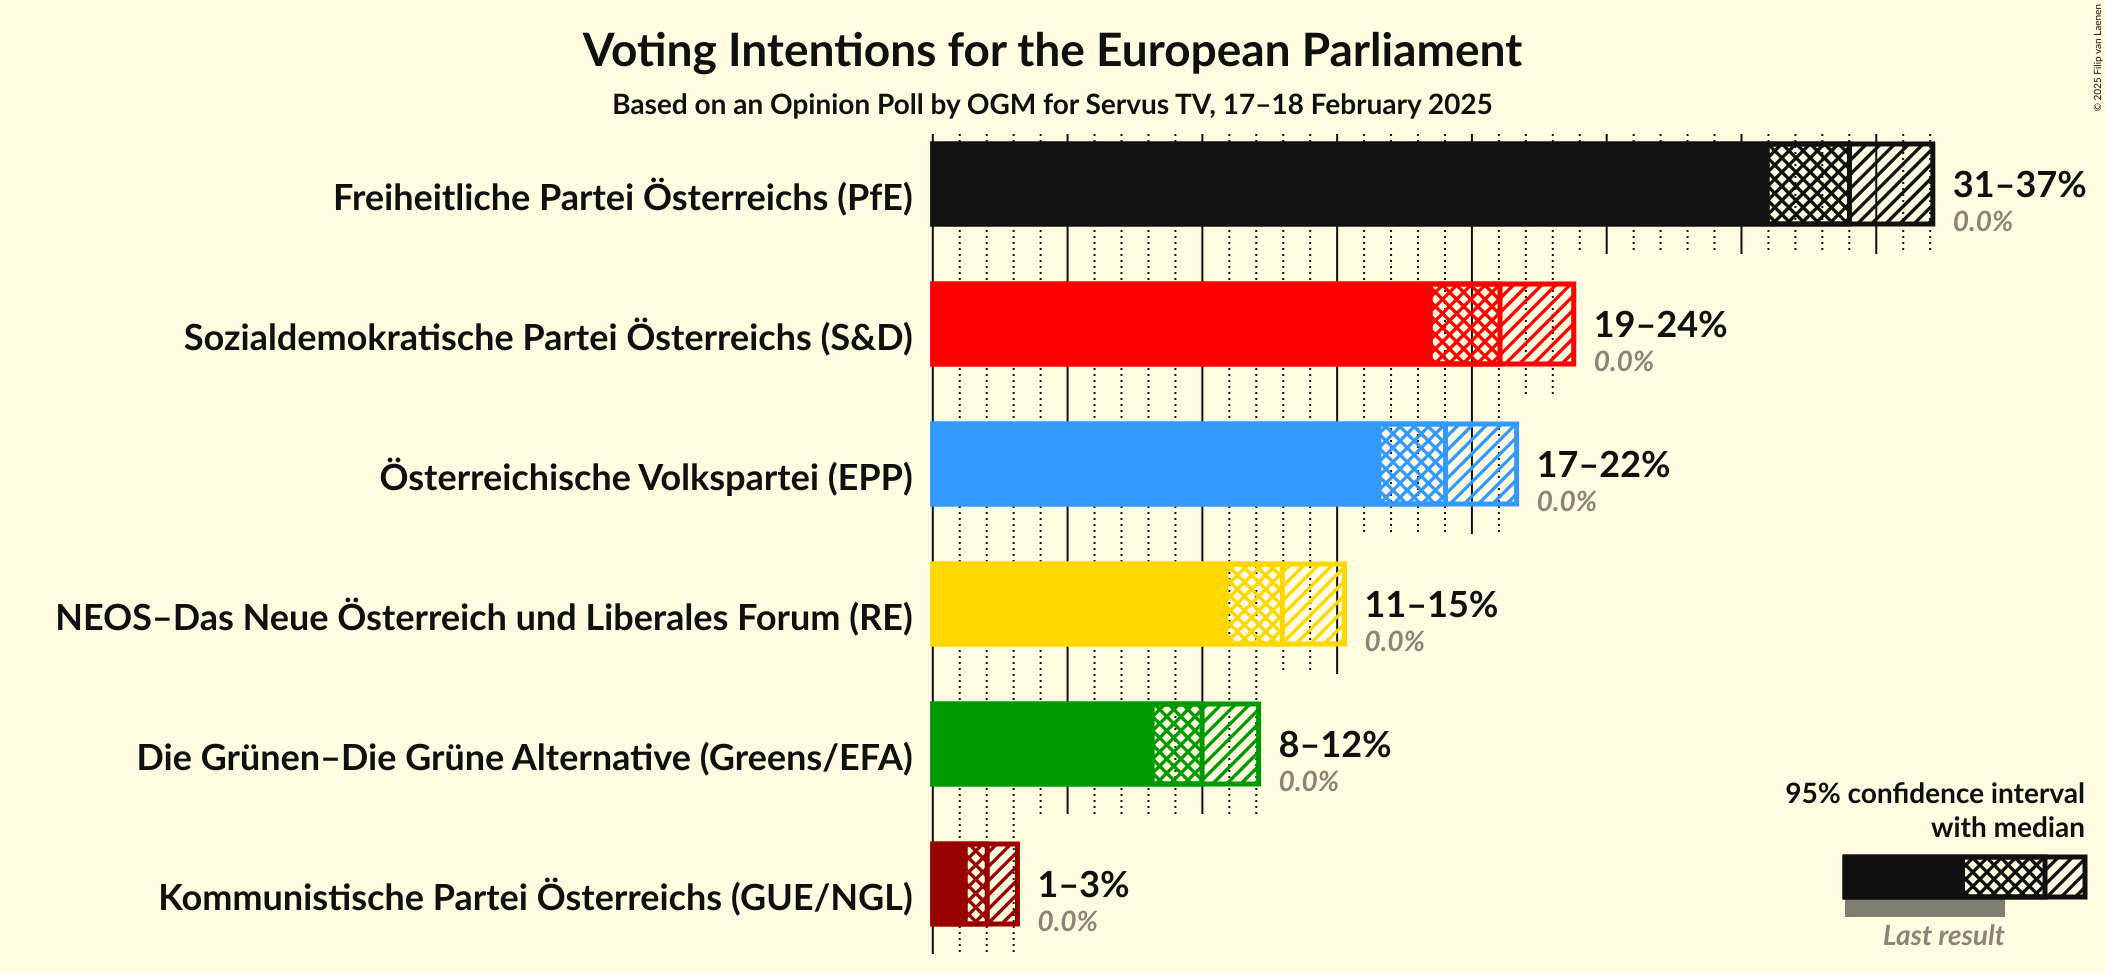 © 2025 Filip van Laenen
Voting Intentions for the European Parliament
Based on an Opinion Poll by OGM for Servus TV, 17–18 February 2025
Freiheitliche Partei Österreichs (PfE)
31–37%
0.0%
Sozialdemokratische Partei Österreichs (S&D)
19–24%
0.0%
Österreichische Volkspartei (EPP)
17–22%
0.0%
NEOS–Das Neue Österreich und Liberales Forum (RE)
11–15%
0.0%
Die Grünen–Die Grüne Alternative (Greens/EFA)
8–12%
0.0%
Kommunistische Partei Österreichs (GUE/NGL)
1–3%
0.0%
95% confidence interval
with median
Last result